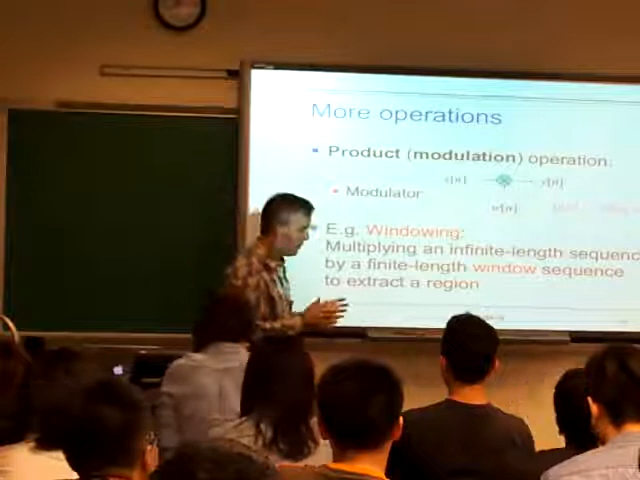 More operations
Product (modulation) operation:
x[n] y[n]
Modulator
w[n]
E.g. Windowing:
Multiplying an infinite-length sequenc
by a finite-length window sequence
to extract a region